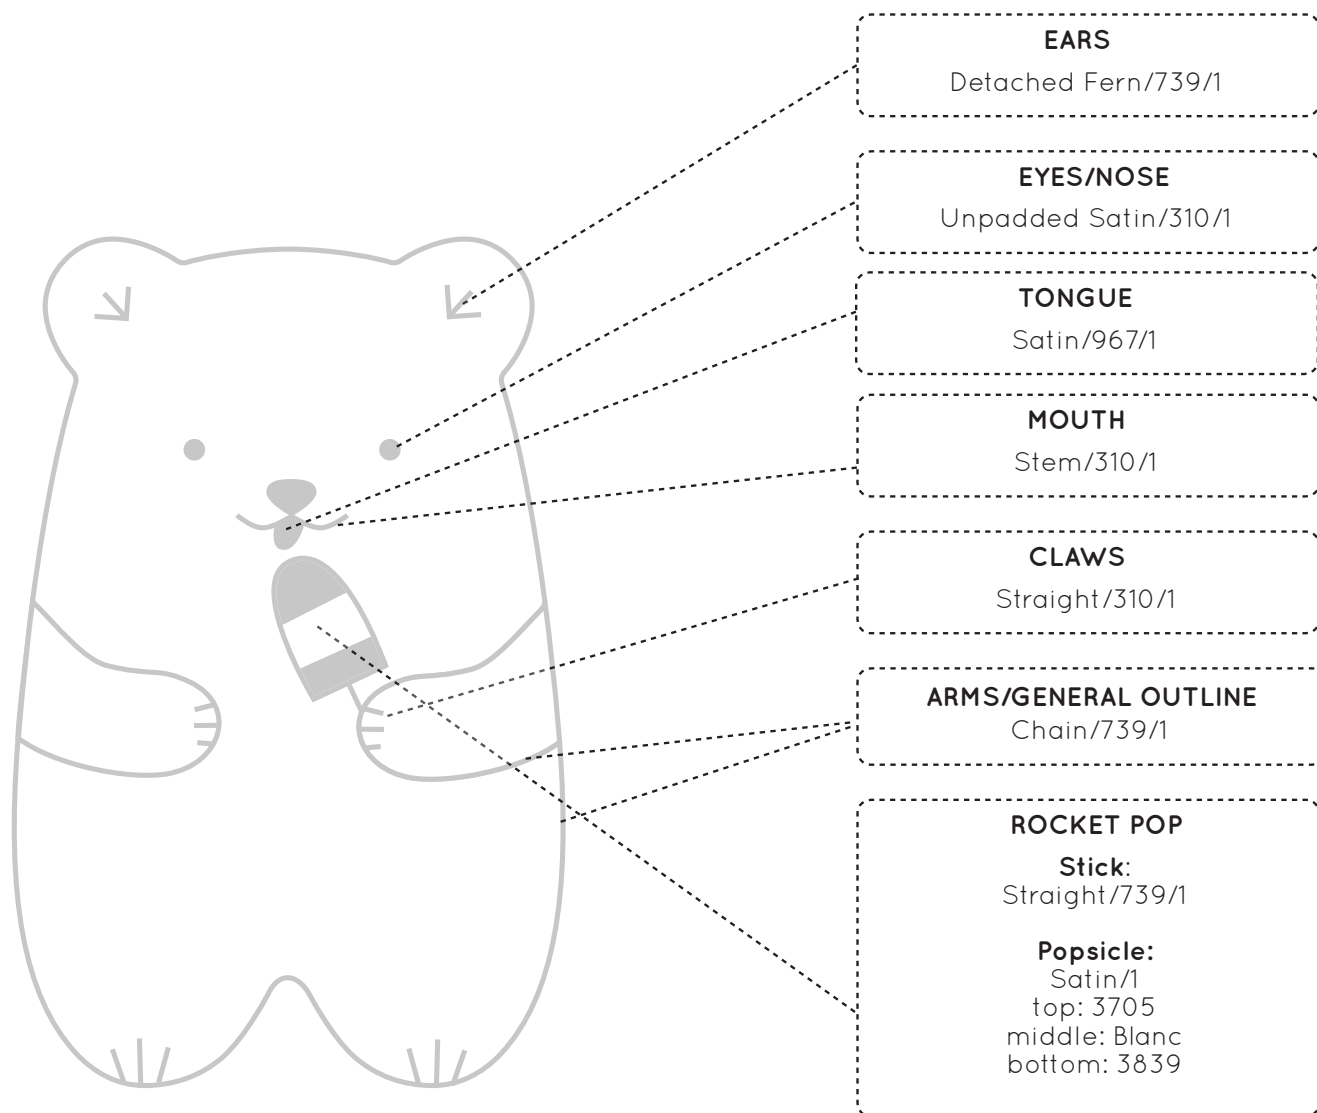 EARS
Detached Fern/739/1
EYES/NOSE
Unpadded Satin/310/1
TONGUE
Satin/967/1
MOUTH
Stem/310/1
CLAWS
Straight/310/1
ARMS/GENERAL OUTLINE
Chain/739/1
ROCKET POP
Stick:
Straight/739/1
Popsicle:
Satin/1
top: 3705
middle: Blanc
bottom: 3839